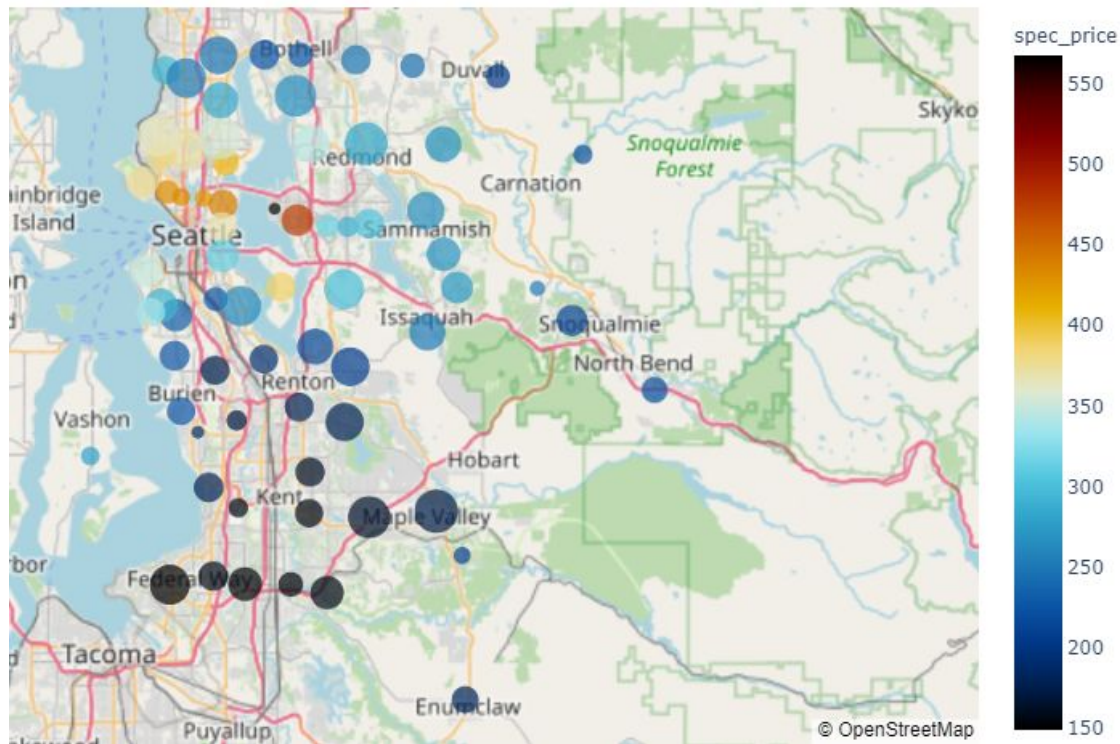 spec_price
Bothell
550
Duvall
Skyko
500
Snoqualmie
Forest
Redmond
Carnation
ainbridge
Island
Sammamish
Seattle
450
on
400
Issaquah
Snoqualmie
North Bend
Renton
Burien
350
Vashon
Hobart
300
Kent
Maple Valley
rbor
Federal Way
250
200
Tacoma
Enumclaw
Puyallup
© OpenStreetMap
150